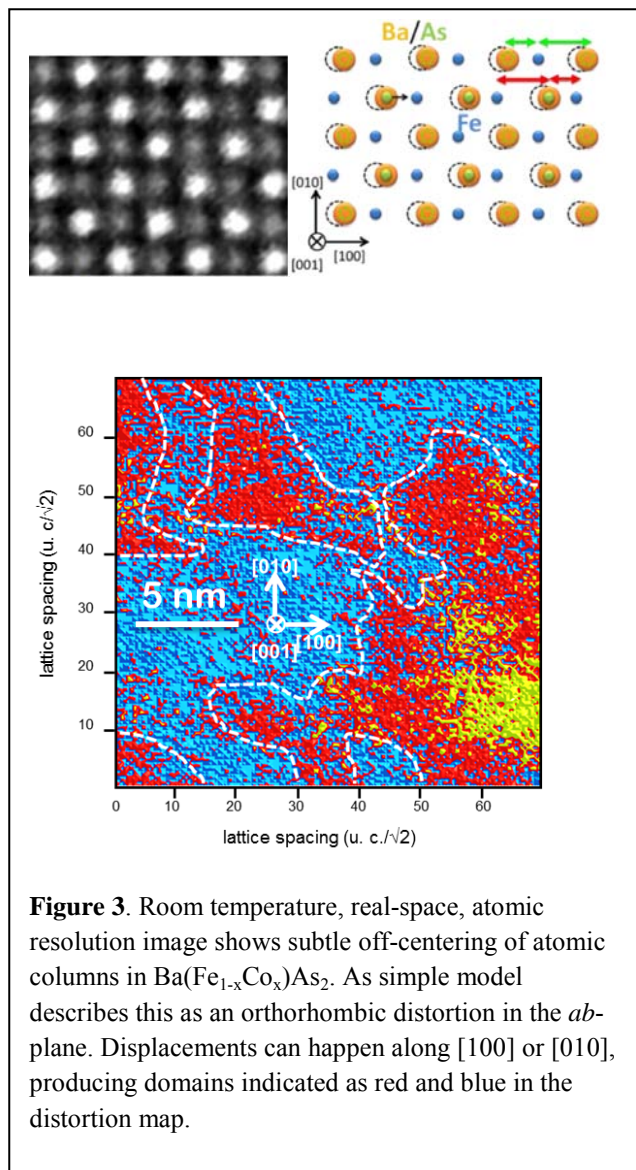 Ba/As
Fe
[010]
[001]
[100]
lattice spacing (u. c/√2)
60
50
40
30
20
10
[010]
5 nm
[001]
[100]
0 10 20 30 40 50 60
lattice spacing (u. c./√2)
Figure 3. Room temperature, real-space, atomic
resolution image shows subtle off-centering of atomic
columns in Ba(Fe1-xCox)As2. As simple model
describes this as an orthorhombic distortion in the ab-
plane. Displacements can happen along [100] or [010],
producing domains indicated as red and blue in the
distortion map.